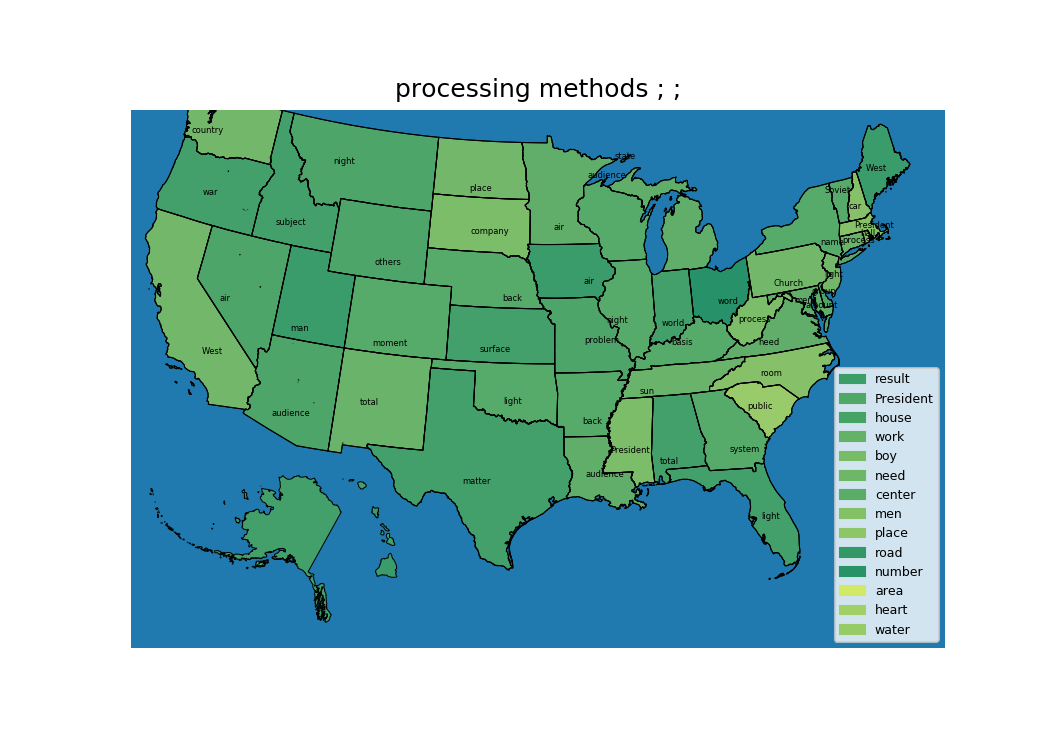 processing methods ; ;
country
night
state
audience
West
war
place
Soviet
car
subject
company
air
President
name
process
others
air
Church
light
air
back
word
man
sight
world
process
amount
moment
surface
problem
basis
need
West
total
light
sun
room
audience
back
public
President
system
matter
audience
total
light
result
President
house
work
boy
need
center
men
place
road
number
area
heart
water